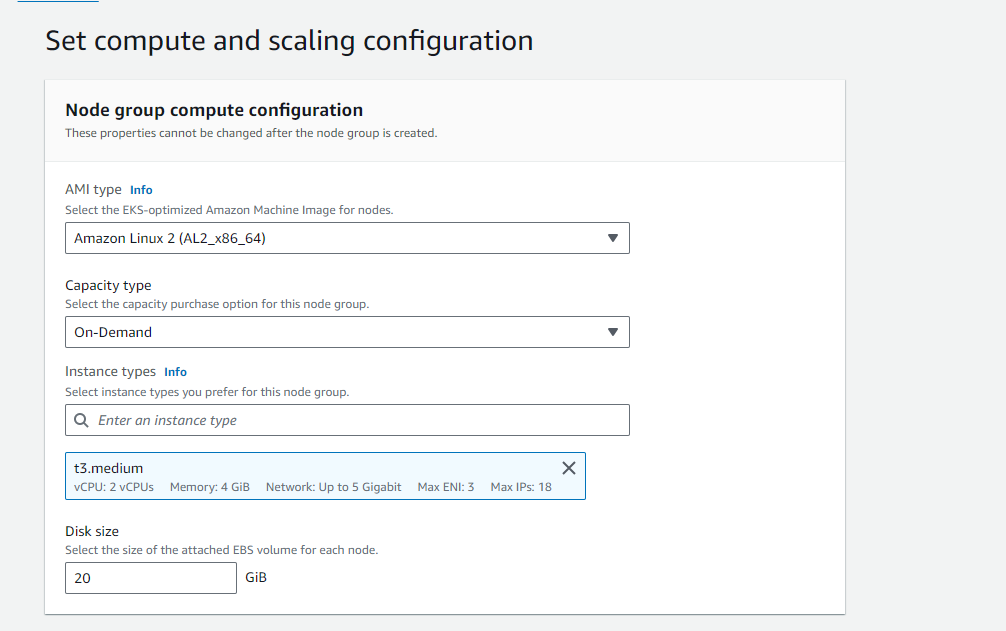 Set compute and scaling configuration
Node group compute configuration
These properties cannot be changed after the node group is created.
AMI type Info
Select the EKS-optimized Amazon Machine Image for nodes.
Amazon Linux 2 (AL2_x86_64)
Capacity type
Select the capacity purchase option for this node group.
On-Demand
Instance types Info
Select instance types you prefer for this node group.
Enter an instance type
t3.medium
vCPU: 2 vCPUs Memory: 4 GiB Network: Up to 5 Gigabit Max ENI: 3 Max IPs: 18
Disk size
Select the size of the attached EBS volume for each node.
20 GiB